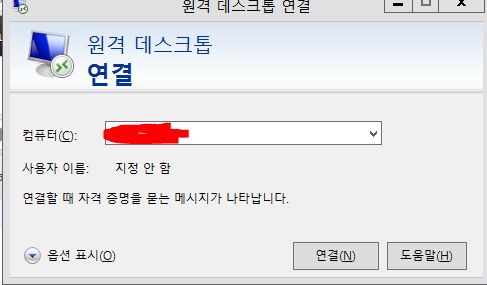 원격 데스크톱 연결
원격 데스크톱
연결
컴퓨터(C):
사용자 이름: 지정 안 함
연결할 때 자격 증명을 묻는 메시지가 나타납니다.
옵션 표시(O) 연결(N) 도움말(H)